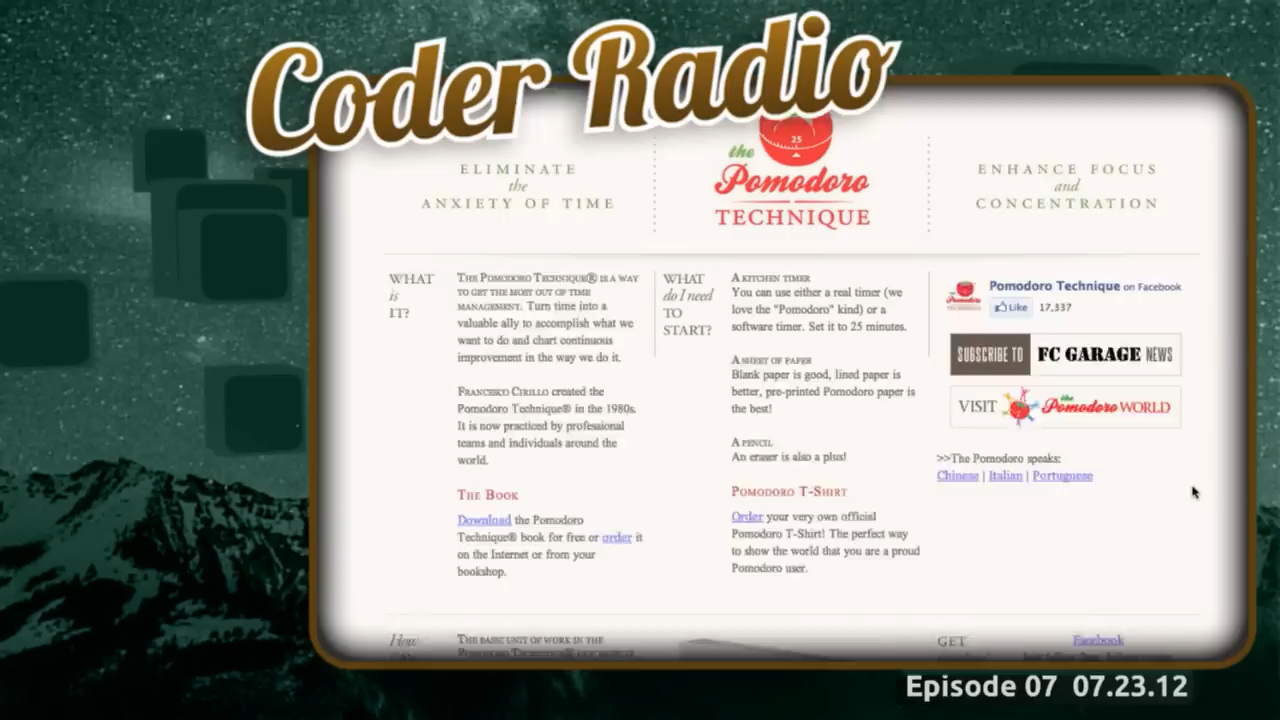 Coder Radio
ELIMINATE
the
ANXIETY OF TIME
25
the
Pomodoro
TECHNIQUE
ENHANCE FOCUS
and
CONCENTRATION
WHAT
is
IT?
THE POMODORO TECHNIQUE® IS A WAY
TO GET THE MOST OUT OF TIME
MANAGEMENT. Turn time into a
valuable ally to accomplish what we
want to do and chart continuous
improvement in the way we do it.
FRANCESCO CIRILLO created the
Pomodoro Technique® in the 1980s.
It is now practiced by professional
teams and individuals around the
world.
THE BOOK
Download the Pomodoro
Technique® book for free or order it
on the Internet or from your
bookshop.
WHAT
do I need
TO
START?
A KITCHEN TIMER
You can use either a real timer (we
love the "Pomodoro" kind) or a
software timer. Set it to 25 minutes.
A SHEET OF PAPER
Blank paper is good, lined paper is
better, pre-printed Pomodoro paper is
the best!
A PENCIL
An eraser is also a plus!
POMODORO T-SHIRT
Order your very own official
Pomodoro T-Shirt! The perfect way
to show the world that you are a proud
Pomodoro user.
Pomodoro Technique on Facebook
Like 17,337
SUBSCRIBE TO FC GARAGE NEWS
VISIT the Pomodoro WORLD
>>The Pomodoro speaks:
Chinese | Italian | Portuguese
How
THE BASIC UNIT OF WORK IN THE
GET
Facebook
Episode 07 07.23.12